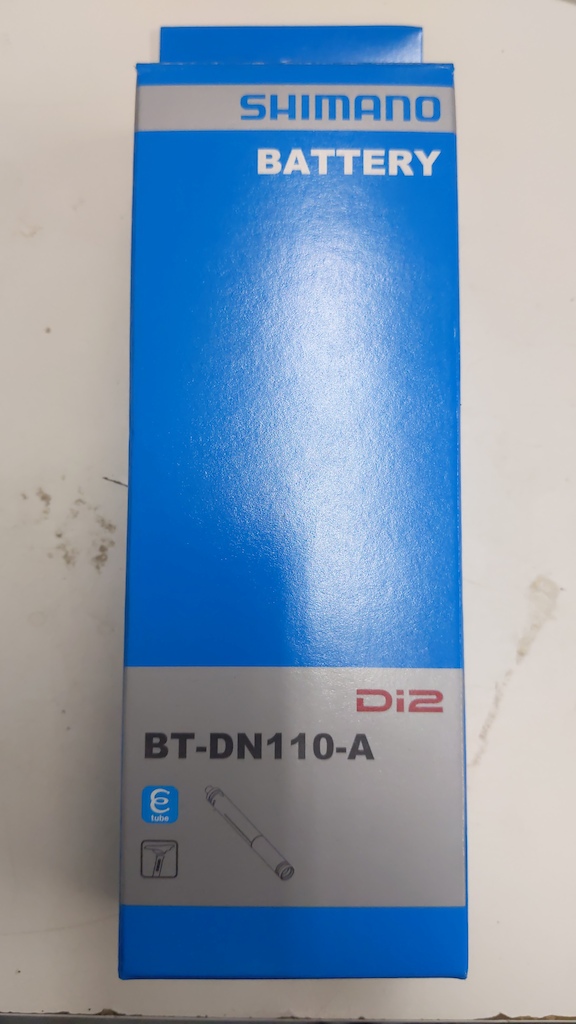 SHIMANO
BATTERY
Di2
BT-DN110-A
E
tube